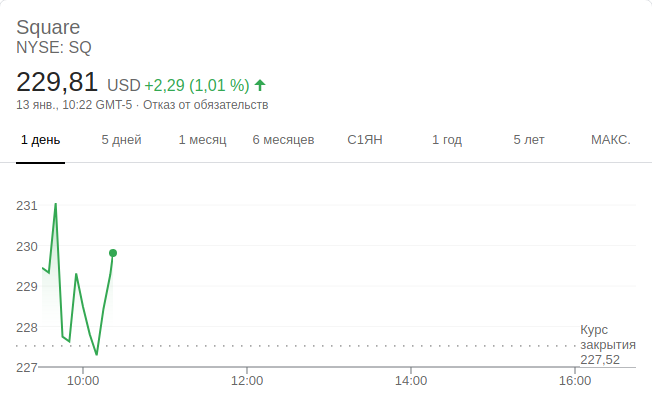 Square
NYSE: SQ
229,81 USD +2,29 (1,01 %)
13 янв., 10:22 GMT-5 · Отказ от обязательств
1 день 5 дней 1 месяц 6 месяцев С1ЯН 1 год 5 лет МАКС.
231
230
229
228
227
Курс
закрытия
227,52
10:00 12:00 14:00 16:00